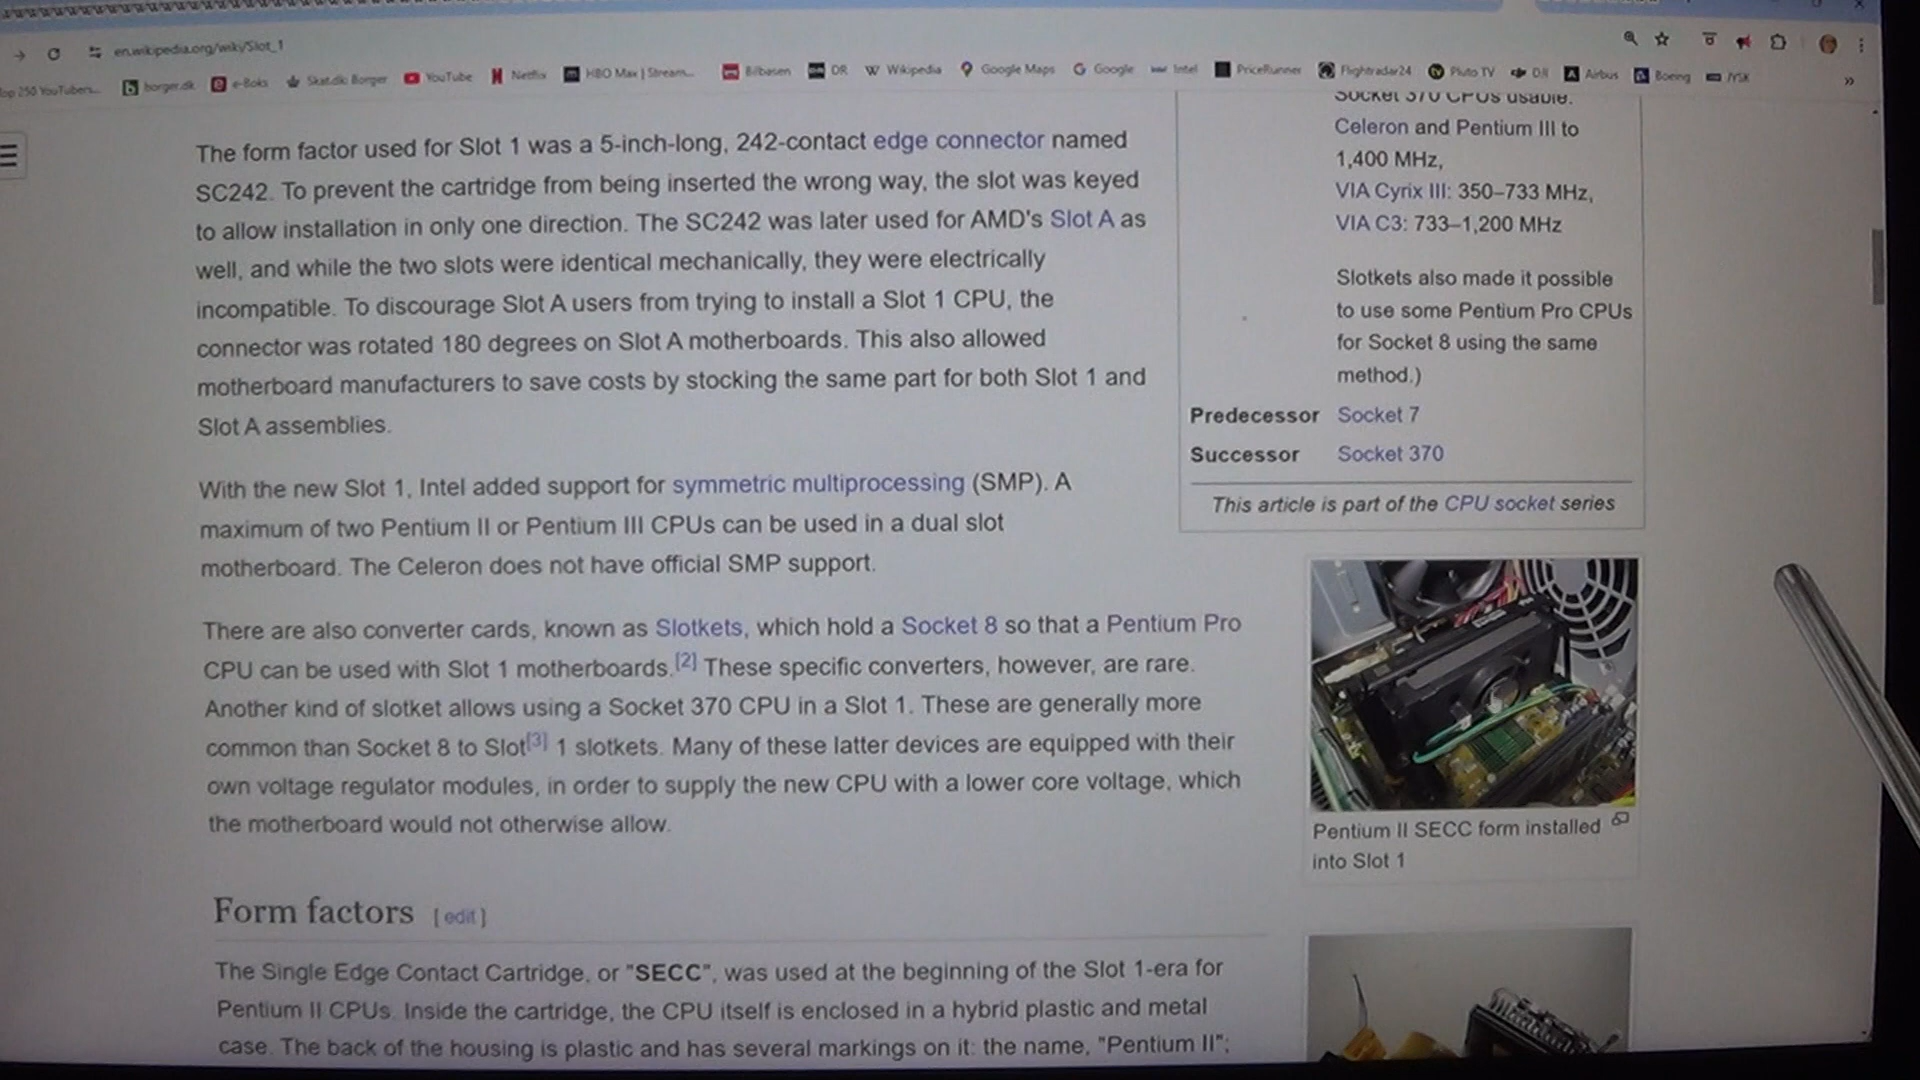 en.wikipedia.org/wiki/Slot_1
op 250 YouTubers...
borger.dk
e-Boks
Skat.dk: Borger
YouTube
Netflix
HBO Max | Stream...
Bilbasen
DR
Wikipedia
Google Maps
Google
Intel
PriceRunner
Flightradar24
Pluto TV
DJI
Airbus
Boeing
JYSK
»
The form factor used for Slot 1 was a 5-inch-long, 242-contact edge connector named
SC242. To prevent the cartridge from being inserted the wrong way, the slot was keyed
to allow installation in only one direction. The SC242 was later used for AMD's Slot A as
well, and while the two slots were identical mechanically, they were electrically
incompatible. To discourage Slot A users from trying to install a Slot 1 CPU, the
connector was rotated 180 degrees on Slot A motherboards. This also allowed
motherboard manufacturers to save costs by stocking the same part for both Slot 1 and
Slot A assemblies.
With the new Slot 1, Intel added support for symmetric multiprocessing (SMP). A
maximum of two Pentium II or Pentium III CPUs can be used in a dual slot
motherboard. The Celeron does not have official SMP support.
There are also converter cards, known as Slotkets, which hold a Socket 8 so that a Pentium Pro
CPU can be used with Slot 1 motherboards.[2] These specific converters, however, are rare.
Another kind of slotket allows using a Socket 370 CPU in a Slot 1. These are generally more
common than Socket 8 to Slot[3] 1 slotkets. Many of these latter devices are equipped with their
own voltage regulator modules, in order to supply the new CPU with a lower core voltage, which
the motherboard would not otherwise allow.
Form factors [edit]
The Single Edge Contact Cartridge, or "SECC", was used at the beginning of the Slot 1-era for
Pentium II CPUs. Inside the cartridge, the CPU itself is enclosed in a hybrid plastic and metal
case. The back of the housing is plastic and has several markings on it: the name, "Pentium II";
Socket 370 CPUs usable:
Celeron and Pentium III to
1,400 MHz,
VIA Cyrix III: 350–733 MHz,
VIA C3: 733–1,200 MHz
Slotkets also made it possible
to use some Pentium Pro CPUs
for Socket 8 using the same
method.)
Predecessor Socket 7
Successor Socket 370
This article is part of the CPU socket series
Pentium II SECC form installed
into Slot 1